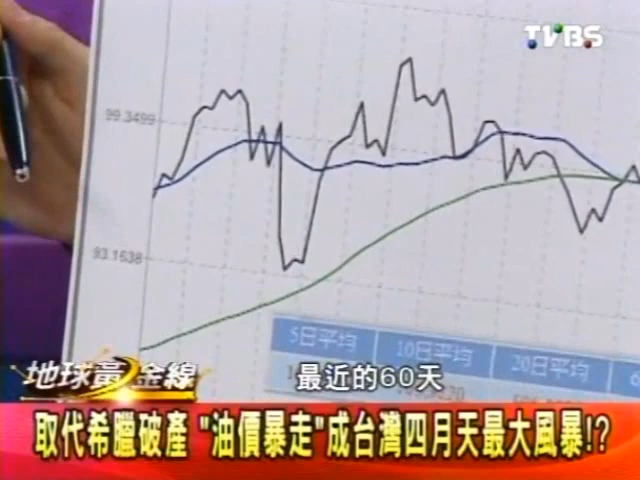 TVBS
99.3499
93.1638
5日平均
10日平均
20日平均
地球黃金線
最近的60天
取代希臘破產 "油價暴走"成台灣四月天最大風暴!?